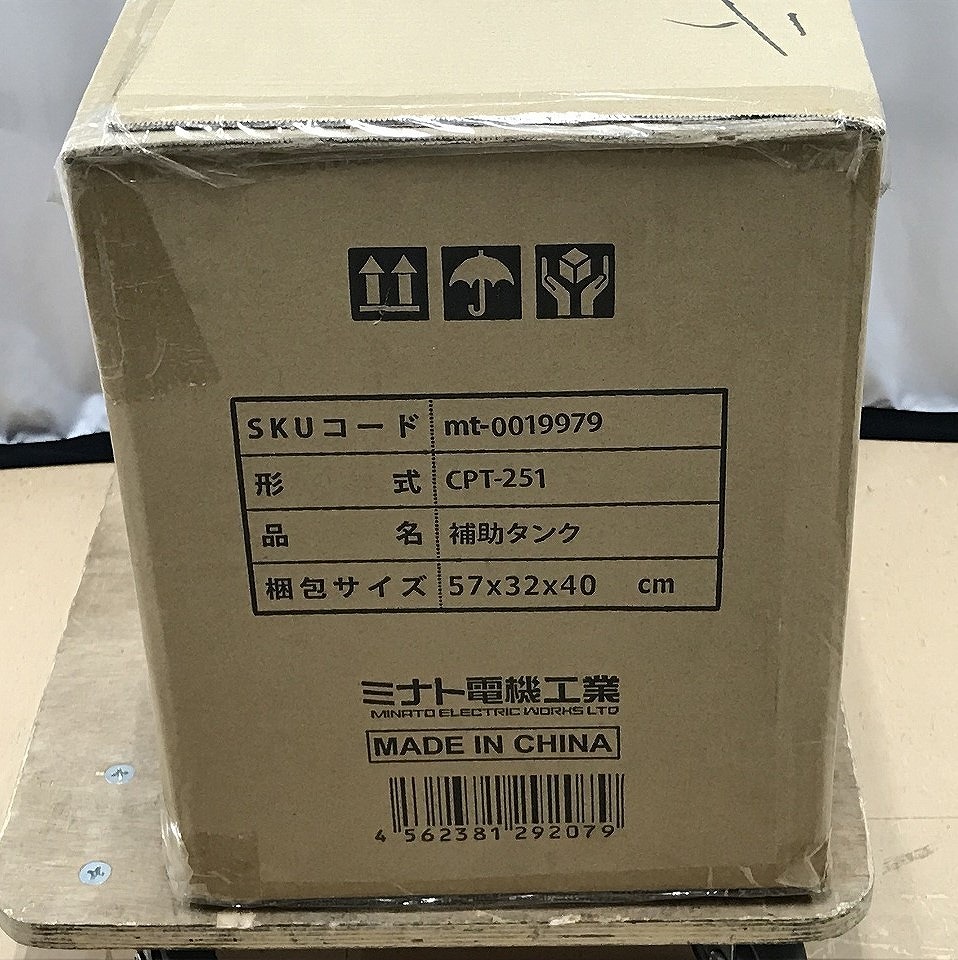 SKUコード mt-0019979
形式 CPT-251
品名 補助タンク
梱包サイズ 57x32x40 cm
ミナト電機工業
MINATO ELECTRIC WORKS LTD
MADE IN CHINA
4 562381 292079